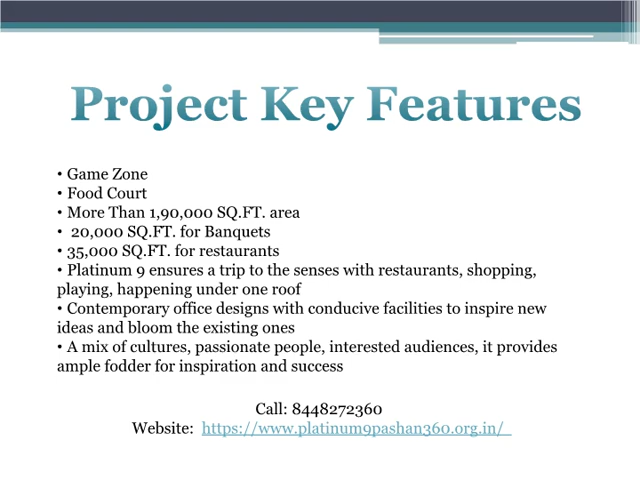 Project Key Features
• Game Zone
• Food Court
• More Than 1,90,000 SQ.FT. area
• 20,000 SQ.FT. for Banquets
• 35,000 SQ.FT. for restaurants
• Platinum 9 ensures a trip to the senses with restaurants, shopping,
playing, happening under one roof
• Contemporary office designs with conducive facilities to inspire new
ideas and bloom the existing ones
• A mix of cultures, passionate people, interested audiences, it provides
ample fodder for inspiration and success
Call: 8448272360
Website: https://www.platinum9pashan360.org.in/